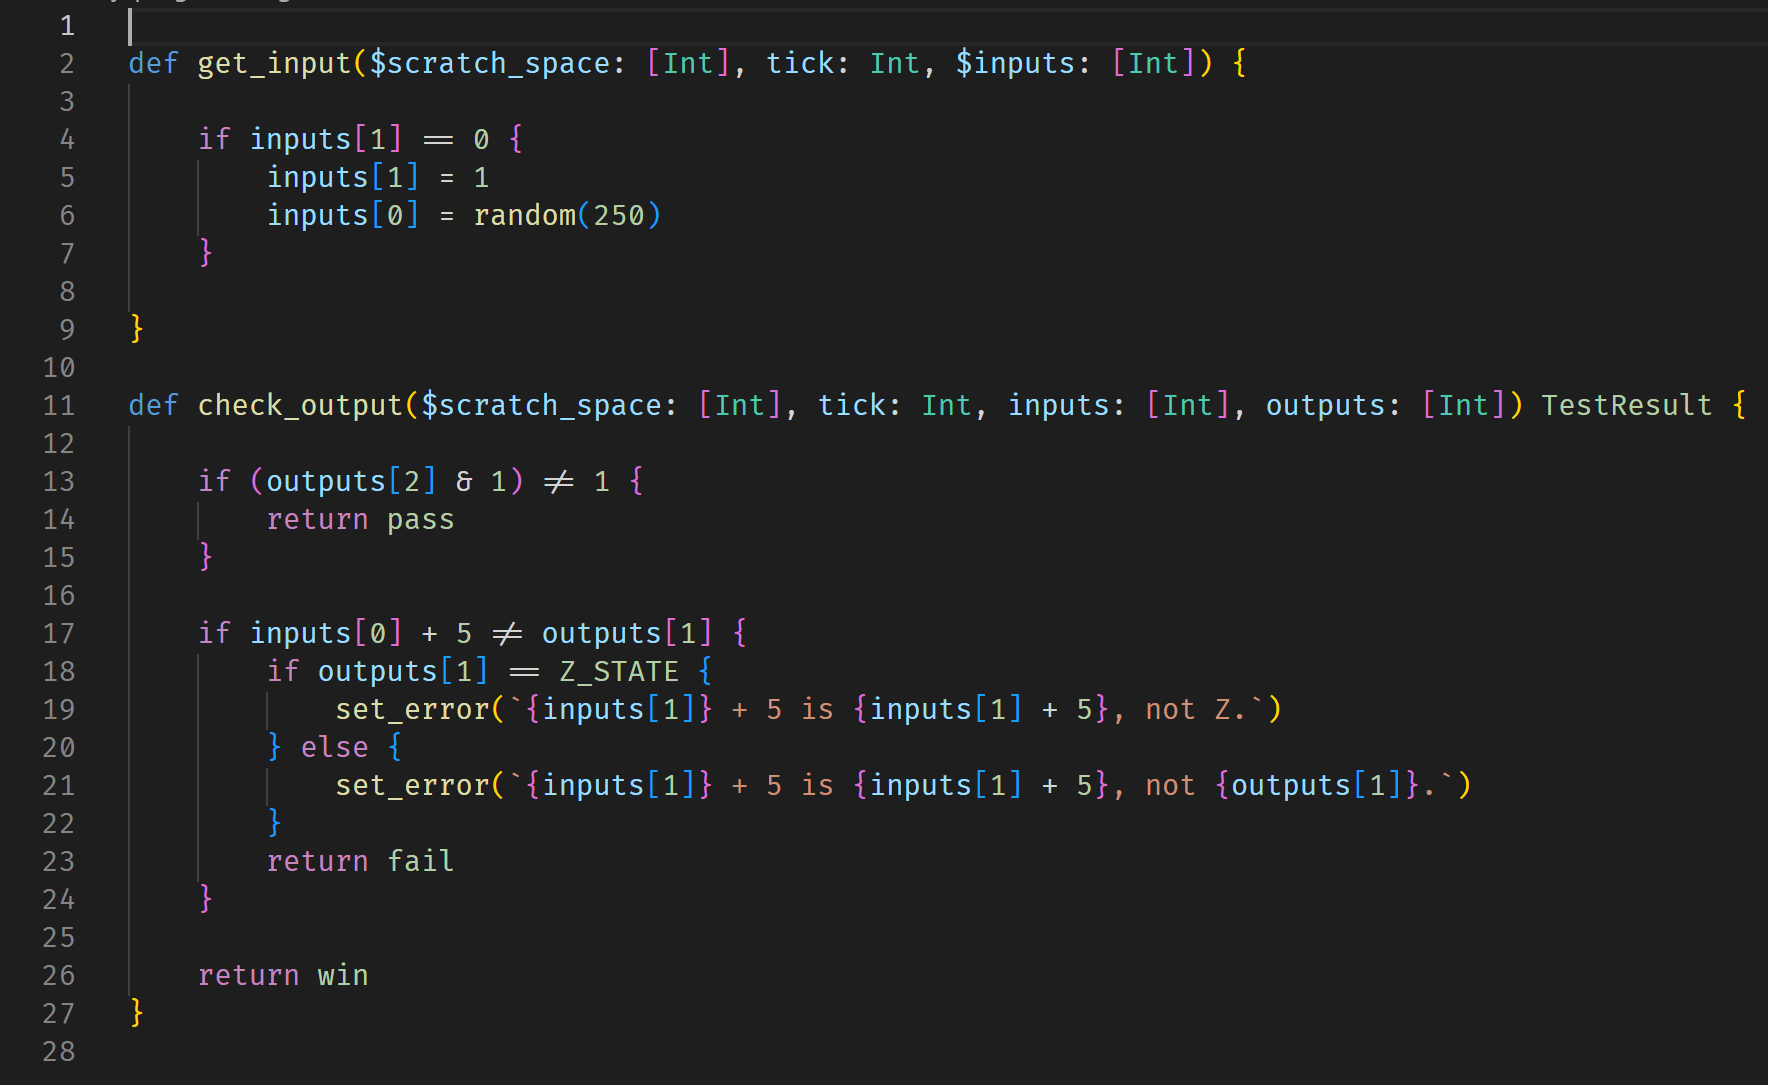 1
2 def get_input($scratch_space: [Int], tick: Int, $inputs: [Int]) {
3
4     if inputs[1] == 0 {
5         inputs[1] = 1
6         inputs[0] = random(250)
7     }
8
9 }
10
11 def check_output($scratch_space: [Int], tick: Int, inputs: [Int], outputs: [Int]) TestResult {
12
13     if (outputs[2] & 1) != 1 {
14         return pass
15     }
16
17     if inputs[0] + 5 != outputs[1] {
18         if outputs[1] == Z_STATE {
19             set_error(`{inputs[1]} + 5 is {inputs[1] + 5}, not Z.`)
20         } else {
21             set_error(`{inputs[1]} + 5 is {inputs[1] + 5}, not {outputs[1]}.`)
22         }
23         return fail
24     }
25
26     return win
27 }
28